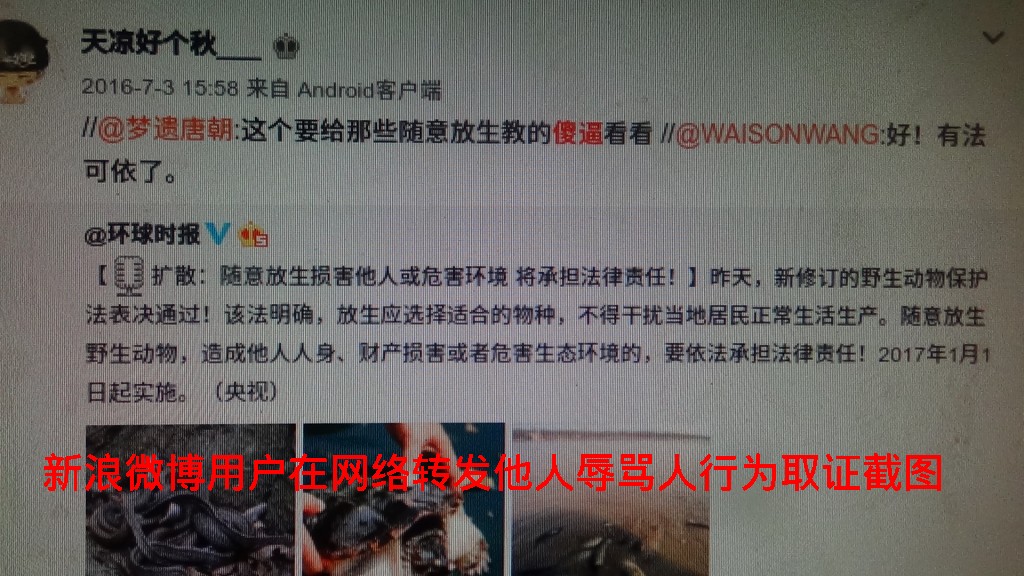 天凉好个秋___
2016-7-3 15:58 来自 Android客户端
//@梦遗唐朝:这个要给那些随意放生教的傻逼看看 //@WAISONWANG:好！有法
可依了。
@环球时报
【扩散：随意放生损害他人或危害环境 将承担法律责任！】昨天，新修订的野生动物保护
法表决通过！该法明确，放生应选择适合的物种，不得干扰当地居民正常生活生产。随意放生
野生动物，造成他人人身、财产损害或者危害生态环境的，要依法承担法律责任！2017年1月1
日起实施。（央视）
新浪微博用户在网络转发他人辱骂人行为取证截图